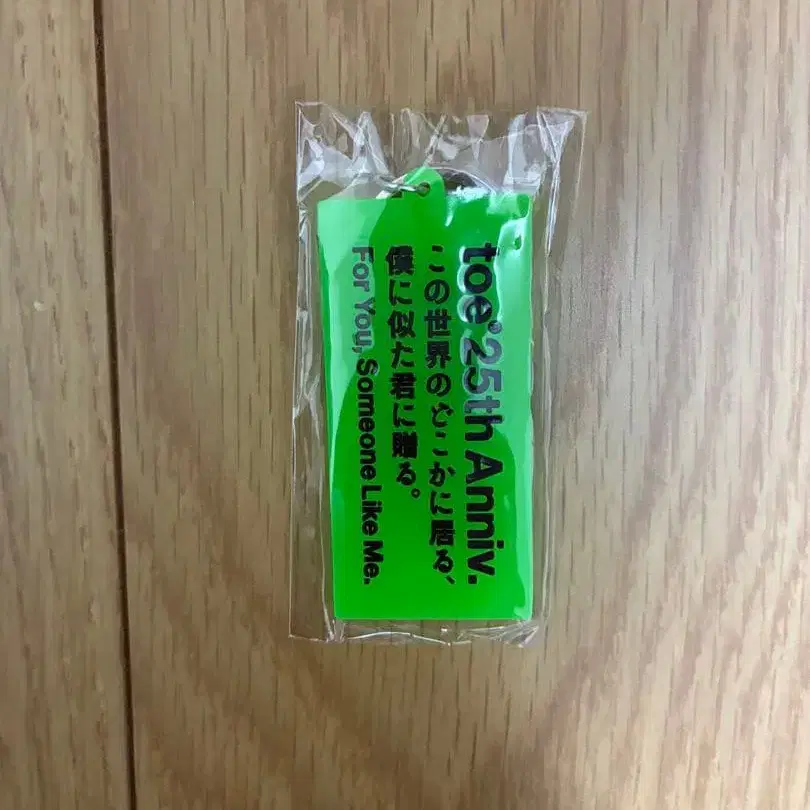 toe° 25th Anniv.
この世界のどこかに居る、
僕に似た君に贈る。
For You, Someone Like Me.